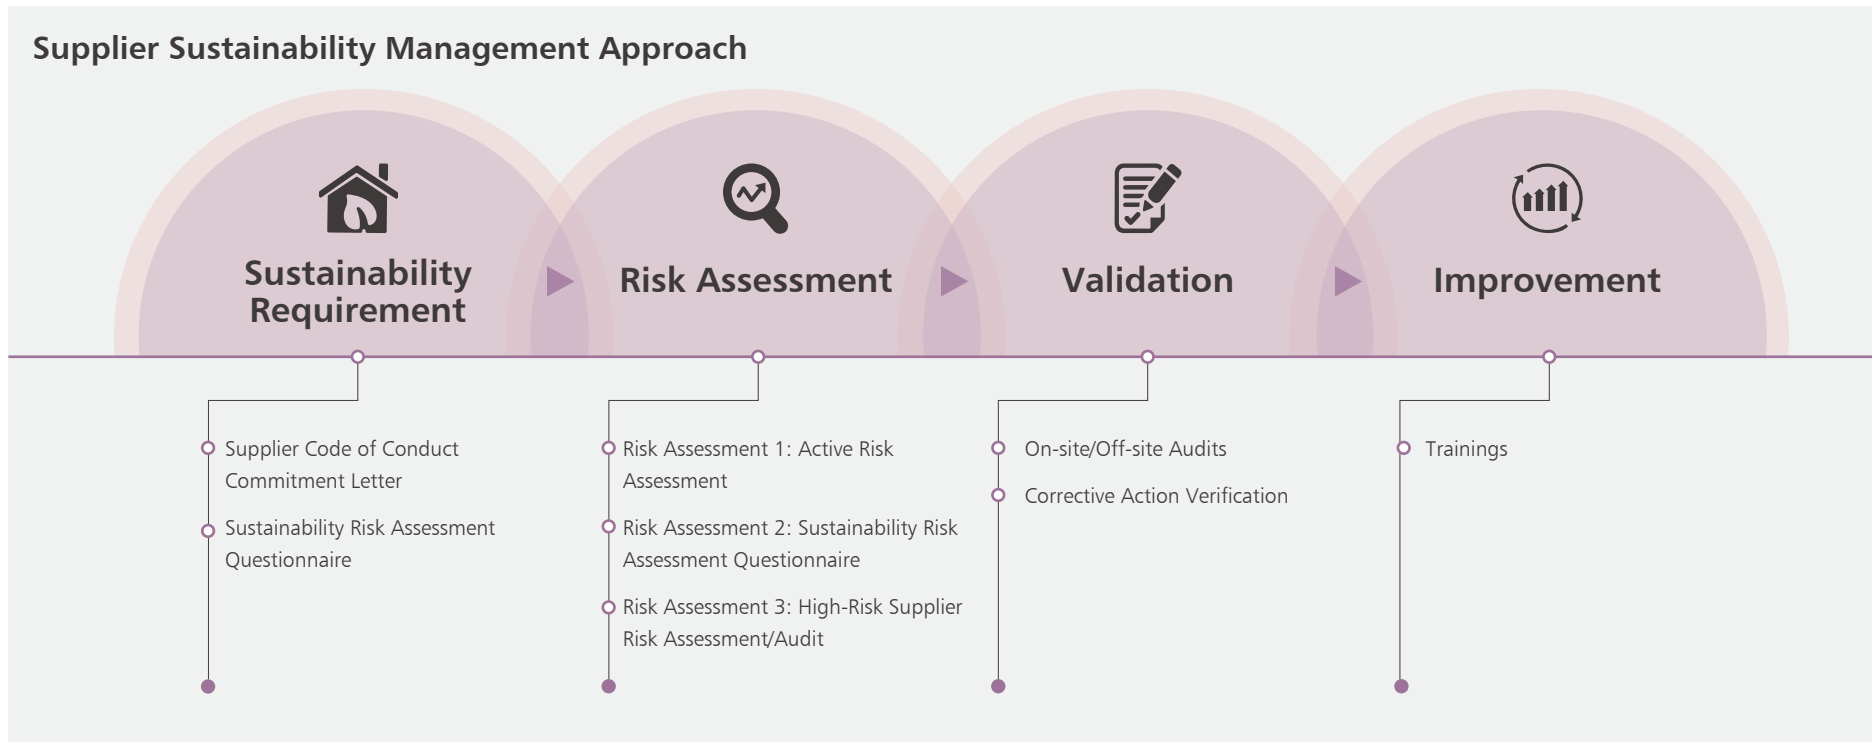 Supplier Sustainability Management Approach
Sustainability
Requirement
Risk Assessment
Validation
Improvement
Supplier Code of Conduct
Commitment Letter
Sustainability Risk Assessment
Questionnaire
Risk Assessment 1: Active Risk
Assessment
Risk Assessment 2: Sustainability Risk
Assessment Questionnaire
Risk Assessment 3: High-Risk Supplier
Risk Assessment/Audit
On-site/Off-site Audits
Corrective Action Verification
Trainings